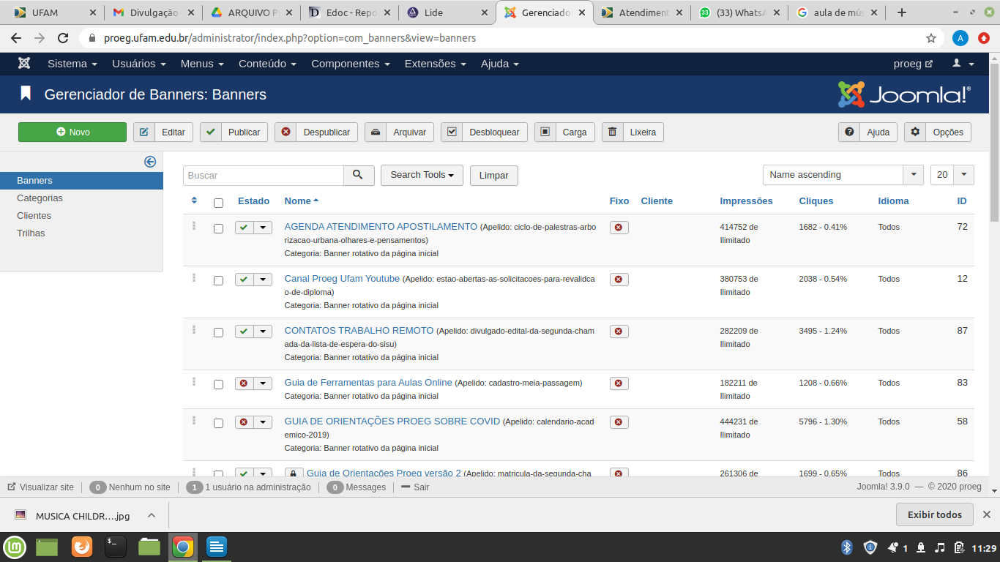 UFAM
Divulgação
ARQUIVO P
Edoc - Repo
Lide
Gerenciado
Atendiment
(33) WhatsA
aula de mús
proeg.ufam.edu.br/administrator/index.php?option=com_banners&view=banners
A
Sistema
Usuários
Menus
Conteúdo
Componentes
Extensões
Ajuda
proeg
Gerenciador de Banners: Banners
Joomla!®
Novo
Editar
Publicar
Despublicar
Arquivar
Desbloquear
Carga
Lixeira
Ajuda
Opções
Banners
Categorias
Clientes
Trilhas
Buscar
Search Tools
Limpar
Name ascending
20
Estado
Nome
Fixo
Cliente
Impressões
Cliques
Idioma
ID
AGENDA ATENDIMENTO APOSTILAMENTO (Apelido: ciclo-de-palestras-arbo
rizacao-urbana-olhares-e-pensamentos)
Categoria: Banner rotativo da página inicial
414752 de
Ilimitado
1682 - 0.41%
Todos
72
Canal Proeg Ufam Youtube (Apelido: estao-abertas-as-solicitacoes-para-revalidca
o-de-diploma)
Categoria: Banner rotativo da página inicial
380753 de
Ilimitado
2038 - 0.54%
Todos
12
CONTATOS TRABALHO REMOTO (Apelido: divulgado-edital-da-segunda-cham
ada-da-lista-de-espera-do-sisu)
Categoria: Banner rotativo da página inicial
282209 de
Ilimitado
3495 - 1.24%
Todos
87
Guia de Ferramentas para Aulas Online (Apelido: cadastro-meia-passagem)
Categoria: Banner rotativo da página inicial
182211 de
Ilimitado
1208 - 0.66%
Todos
83
GUIA DE ORIENTAÇÕES PROEG SOBRE COVID (Apelido: calendario-acad
emico-2019)
Categoria: Banner rotativo da página inicial
444231 de
Ilimitado
5796 - 1.30%
Todos
58
Guia de Orientações Proeg versão 2 (Apelido: matricula-da-segunda-cha
261306 de
1699 - 0.65%
Todos
86
Visualizar site
0 Nenhum no site
1 1 usuário na administração
0 Messages
Sair
Joomla! 3.9.0 — © 2020 proeg
MUSICA CHILDR....jpg
Exibir todos
1
11:29